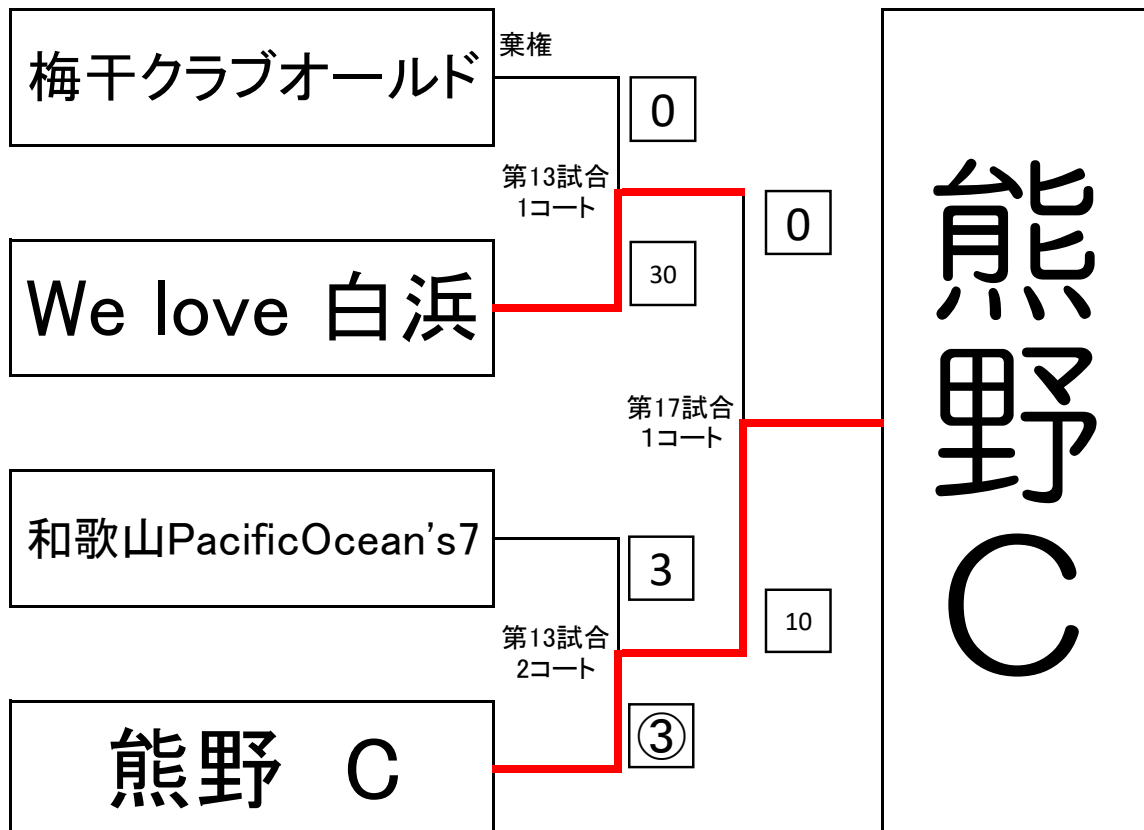 梅干クラブオールド
棄権
0
第13試合
1コート
0
We love 白浜
30
第17試合
1コート
和歌山PacificOcean's7
3
第13試合
2コート
10
熊野　C
③
熊野C